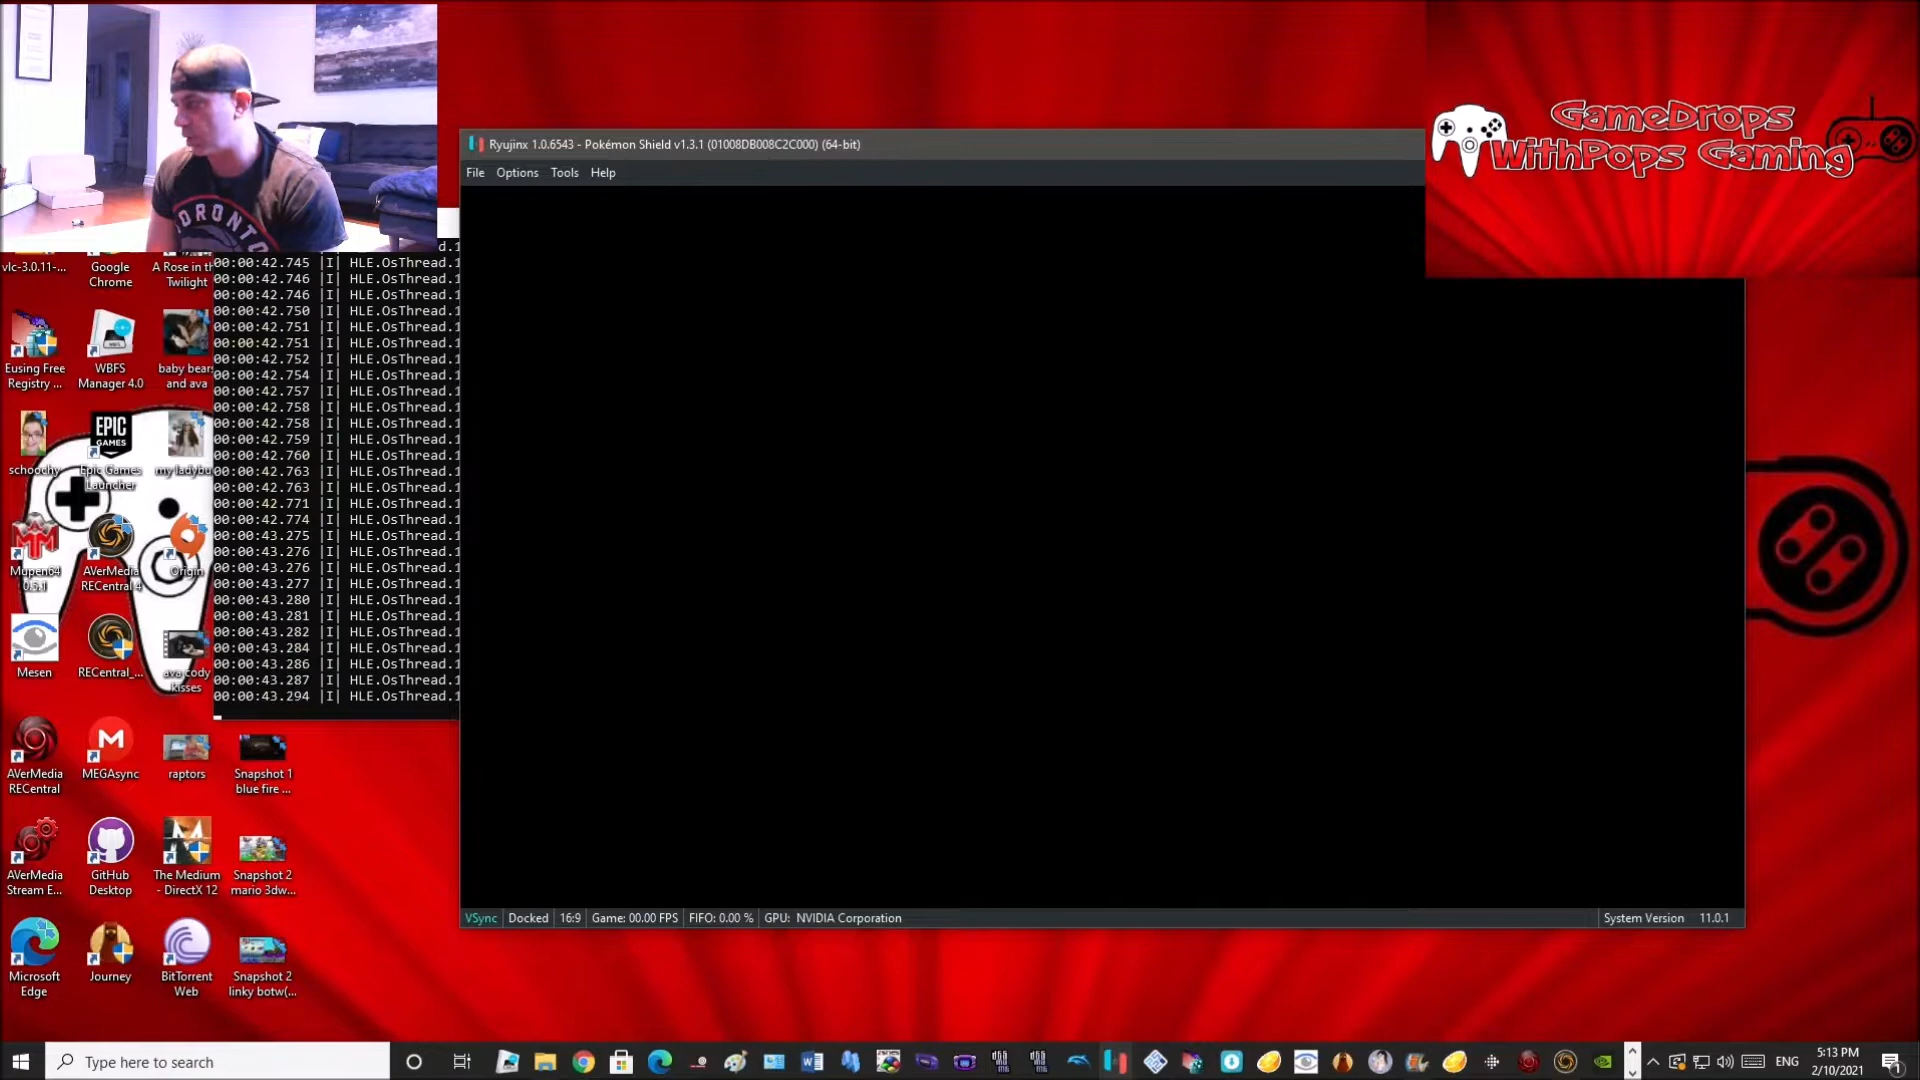 GameDrops
WithPops Gaming
Ryujinx 1.0.6543 - Pokémon Shield v1.3.1 (01008DB008C2C000) (64-bit)
File Options Tools Help
TORONTO
d.1
00:00:42.745 |I| HLE.OsThread.1
00:00:42.746 |I| HLE.OsThread.1
00:00:42.746 |I| HLE.OsThread.1
00:00:42.750 |I| HLE.OsThread.1
00:00:42.751 |I| HLE.OsThread.1
00:00:42.751 |I| HLE.OsThread.1
00:00:42.752 |I| HLE.OsThread.1
00:00:42.754 |I| HLE.OsThread.1
00:00:42.757 |I| HLE.OsThread.1
00:00:42.758 |I| HLE.OsThread.1
00:00:42.758 |I| HLE.OsThread.1
00:00:42.759 |I| HLE.OsThread.1
00:00:42.760 |I| HLE.OsThread.1
00:00:42.763 |I| HLE.OsThread.1
00:00:42.763 |I| HLE.OsThread.1
00:00:42.771 |I| HLE.OsThread.1
00:00:42.774 |I| HLE.OsThread.1
00:00:43.275 |I| HLE.OsThread.1
00:00:43.276 |I| HLE.OsThread.1
00:00:43.276 |I| HLE.OsThread.1
00:00:43.277 |I| HLE.OsThread.1
00:00:43.280 |I| HLE.OsThread.1
00:00:43.281 |I| HLE.OsThread.1
00:00:43.282 |I| HLE.OsThread.1
00:00:43.284 |I| HLE.OsThread.1
00:00:43.286 |I| HLE.OsThread.1
00:00:43.287 |I| HLE.OsThread.1
00:00:43.294 |I| HLE.OsThread.1
vlc-3.0.11-...
Google
Chrome
A Rose in th
Twilight
Eusing Free
Registry ...
WBFS
Manager 4.0
baby bears
and ava
schoochy
EPIC
GAMES
Epic Games
Launcher
my ladybu
Mupen64
0.5.1
AVerMedia
RECentral 4
Origin
Mesen
RECentral_...
ava cody
kisses
AVerMedia
RECentral
MEGAsync
raptors
Snapshot 1
blue fire ...
AVerMedia
Stream E...
GitHub
Desktop
The Medium
- DirectX 12
Snapshot 2
mario 3dw...
Microsoft
Edge
Journey
BitTorrent
Web
Snapshot 2
linky botw(...
VSync Docked 16:9 Game: 00.00 FPS FIFO: 0.00 % GPU: NVIDIA Corporation System Version 11.0.1
Type here to search
ENG
5:13 PM
2/10/2021